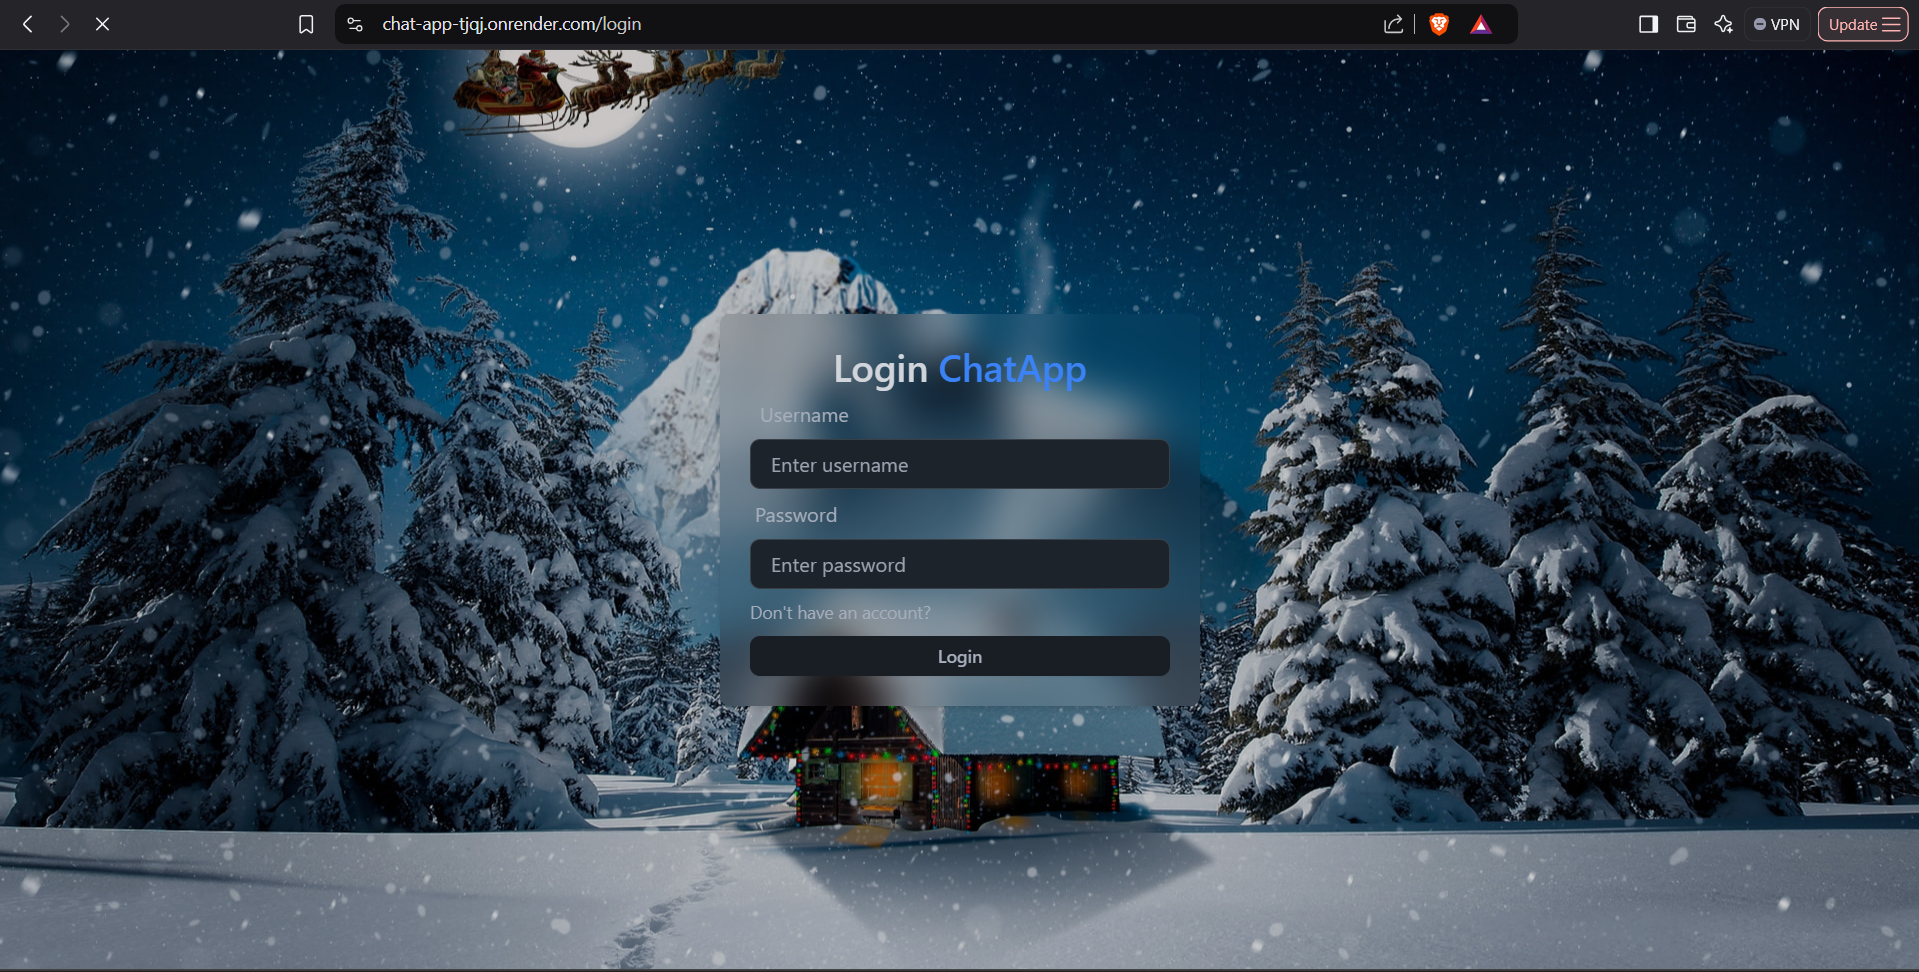 chat-app-tjqj.onrender.com/login
VPN
Update
Login ChatApp
Username
Enter username
Password
Enter password
Don't have an account?
Login